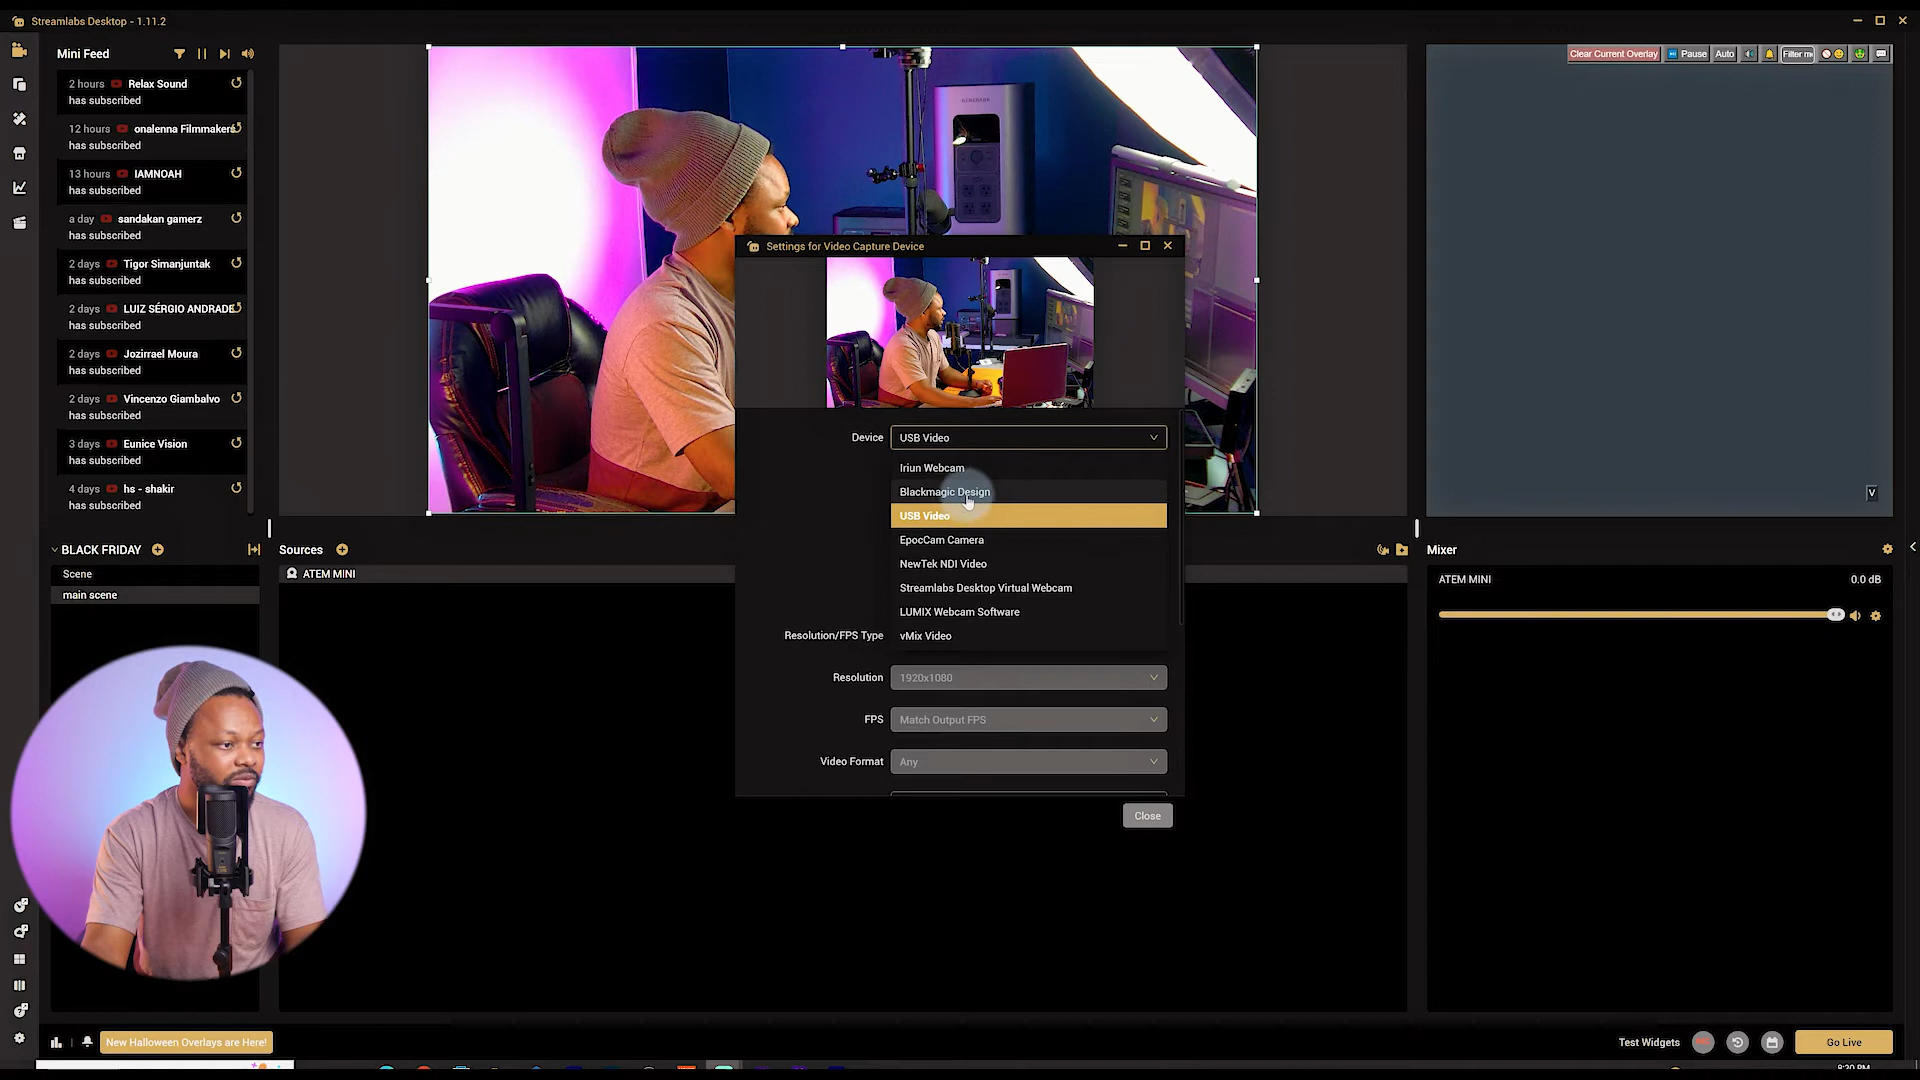 Streamlabs Desktop - 1.11.2
Mini Feed
2 hours Relax Sound
has subscribed
12 hours onalenna Filmmakers
has subscribed
13 hours IAMNOAH
has subscribed
a day sandakan gamerz
has subscribed
2 days Tigor Simanjuntak
has subscribed
2 days LUIZ SÉRGIO ANDRADE
has subscribed
2 days Jozirrael Moura
has subscribed
2 days Vincenzo Giambalvo
has subscribed
3 days Eunice Vision
has subscribed
4 days hs - shakir
has subscribed
GENERARK
Clear Current Overlay
Pause
Auto
Filter m
V
Settings for Video Capture Device
Device USB Video
Iriun Webcam
Blackmagic Design
USB Video
EpocCam Camera
NewTek NDI Video
Streamlabs Desktop Virtual Webcam
LUMIX Webcam Software
vMix Video
Resolution/FPS Type
Resolution 1920x1080
FPS Match Output FPS
Video Format Any
Close
BLACK FRIDAY
Scene
main scene
Sources
ATEM MINI
Mixer
ATEM MINI 0.0 dB
New Halloween Overlays are Here!
Test Widgets
REC
Go Live
8:30 PM